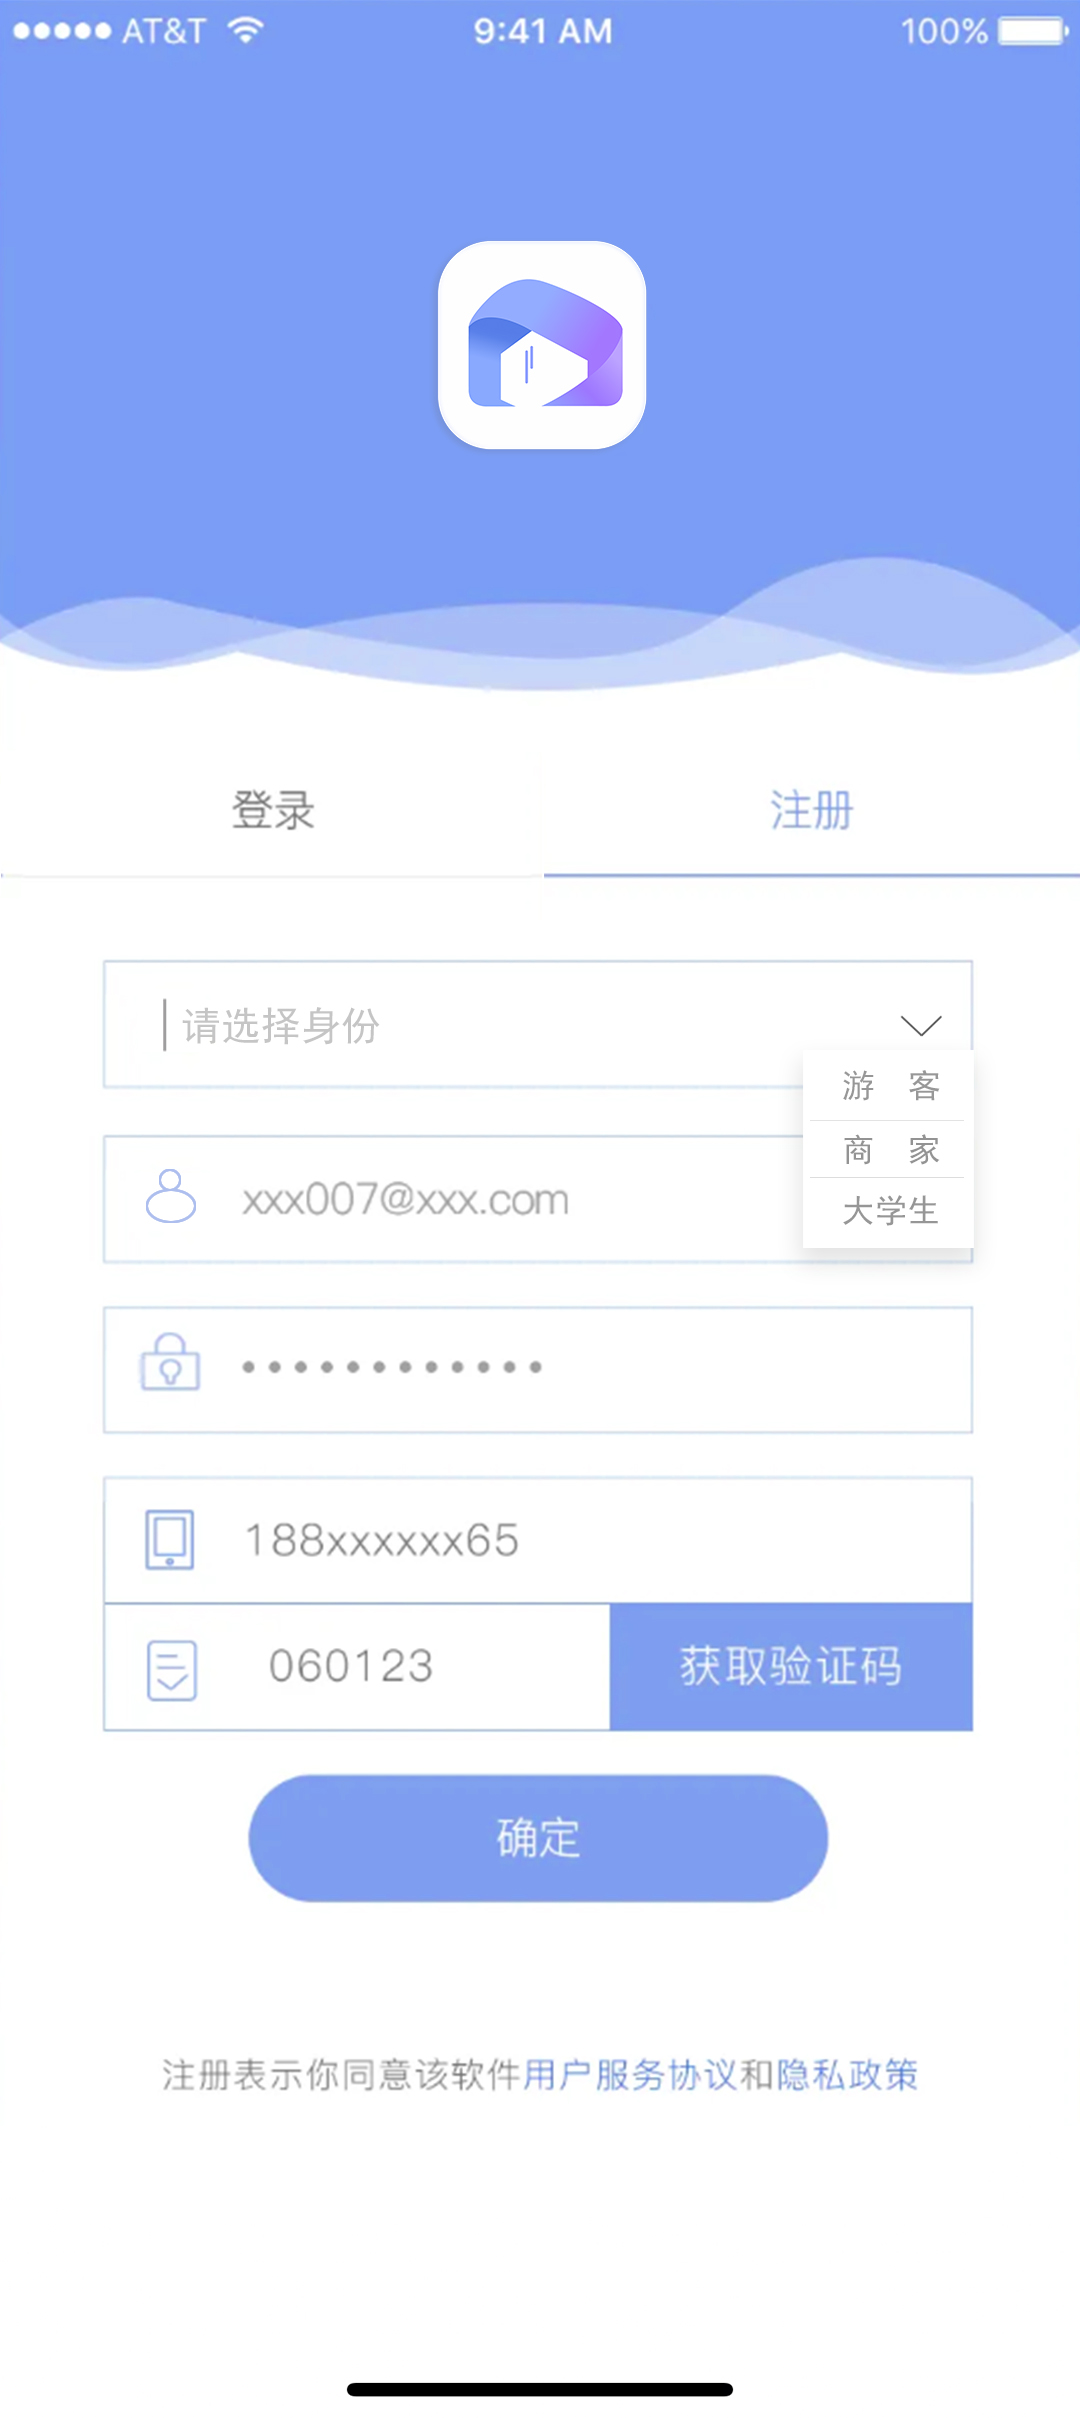 AT&T 9:41 AM 100%
登录 注册
请选择身份
游 客
商 家
xxx007@xxx.com
大学生
••••••••••••
188xxxxxx65
060123 获取验证码
确定
注册表示你同意该软件用户服务协议和隐私政策